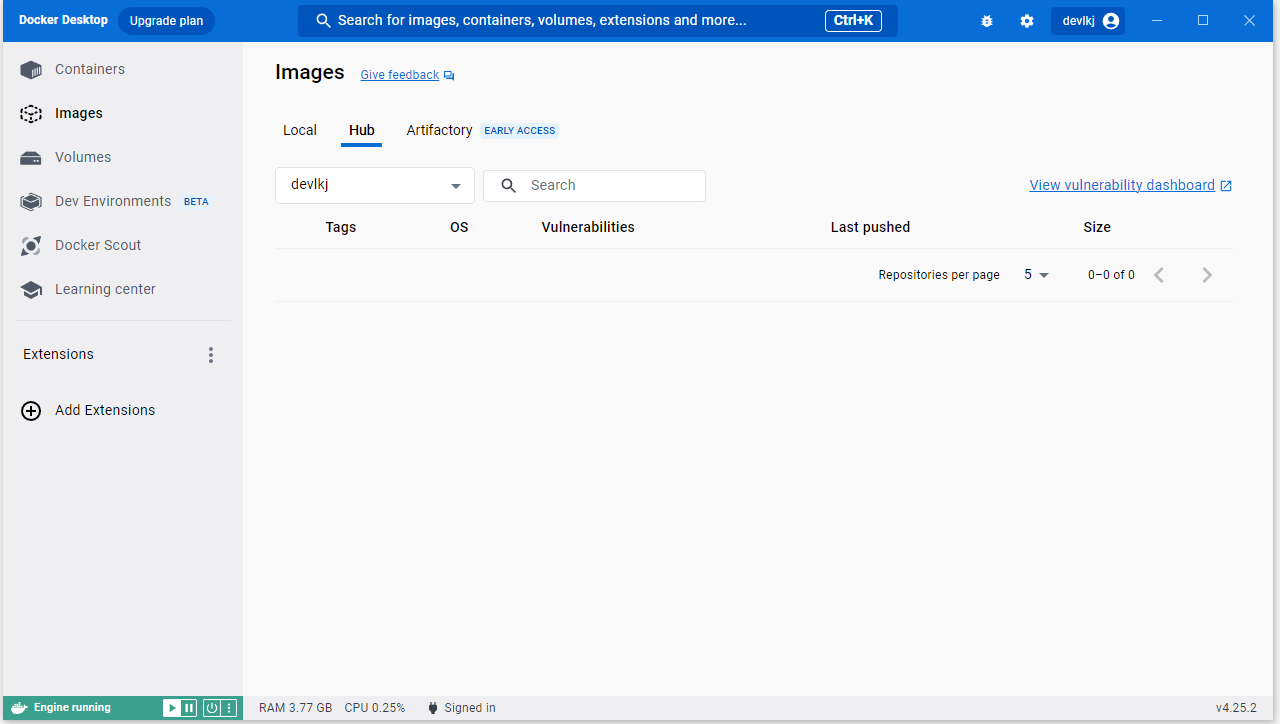 Docker Desktop Upgrade plan Search for images, containers, volumes, extensions and more... Ctrl+K devlkj
Containers
Images
Volumes
Dev Environments BETA
Docker Scout
Learning center
Extensions
Add Extensions
Images Give feedback
Local Hub Artifactory EARLY ACCESS
devlkj Search View vulnerability dashboard
Tags OS Vulnerabilities Last pushed Size
Repositories per page 5 0–0 of 0
Engine running RAM 3.77 GB CPU 0.25% Signed in v4.25.2